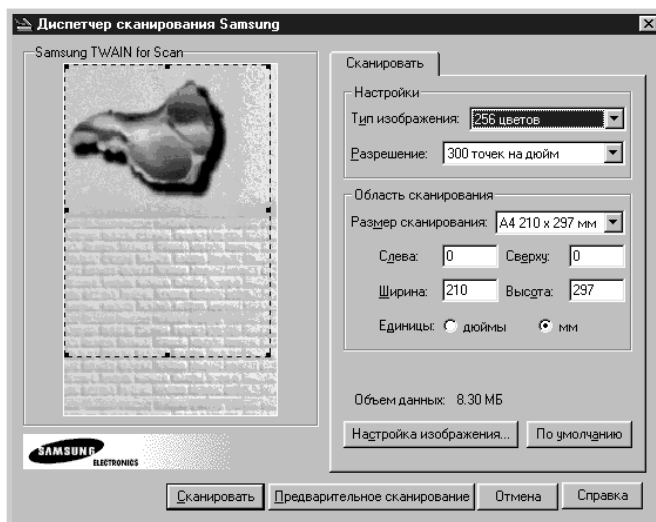 Диспетчер сканирования Samsung
Samsung TWAIN for Scan
Сканировать
Настройки
Тип изображения: 256 цветов
Разрешение: 300 точек на дюйм
Область сканирования
Размер сканирования: A4 210 x 297 мм
Слева: 0 Сверху: 0
Ширина: 210 Высота: 297
Единицы: дюймы мм
Объем данных: 8.30 МБ
Настройка изображения... По умолчанию
SAMSUNG
ELECTRONICS
Сканировать Предварительное сканирование Отмена Справка